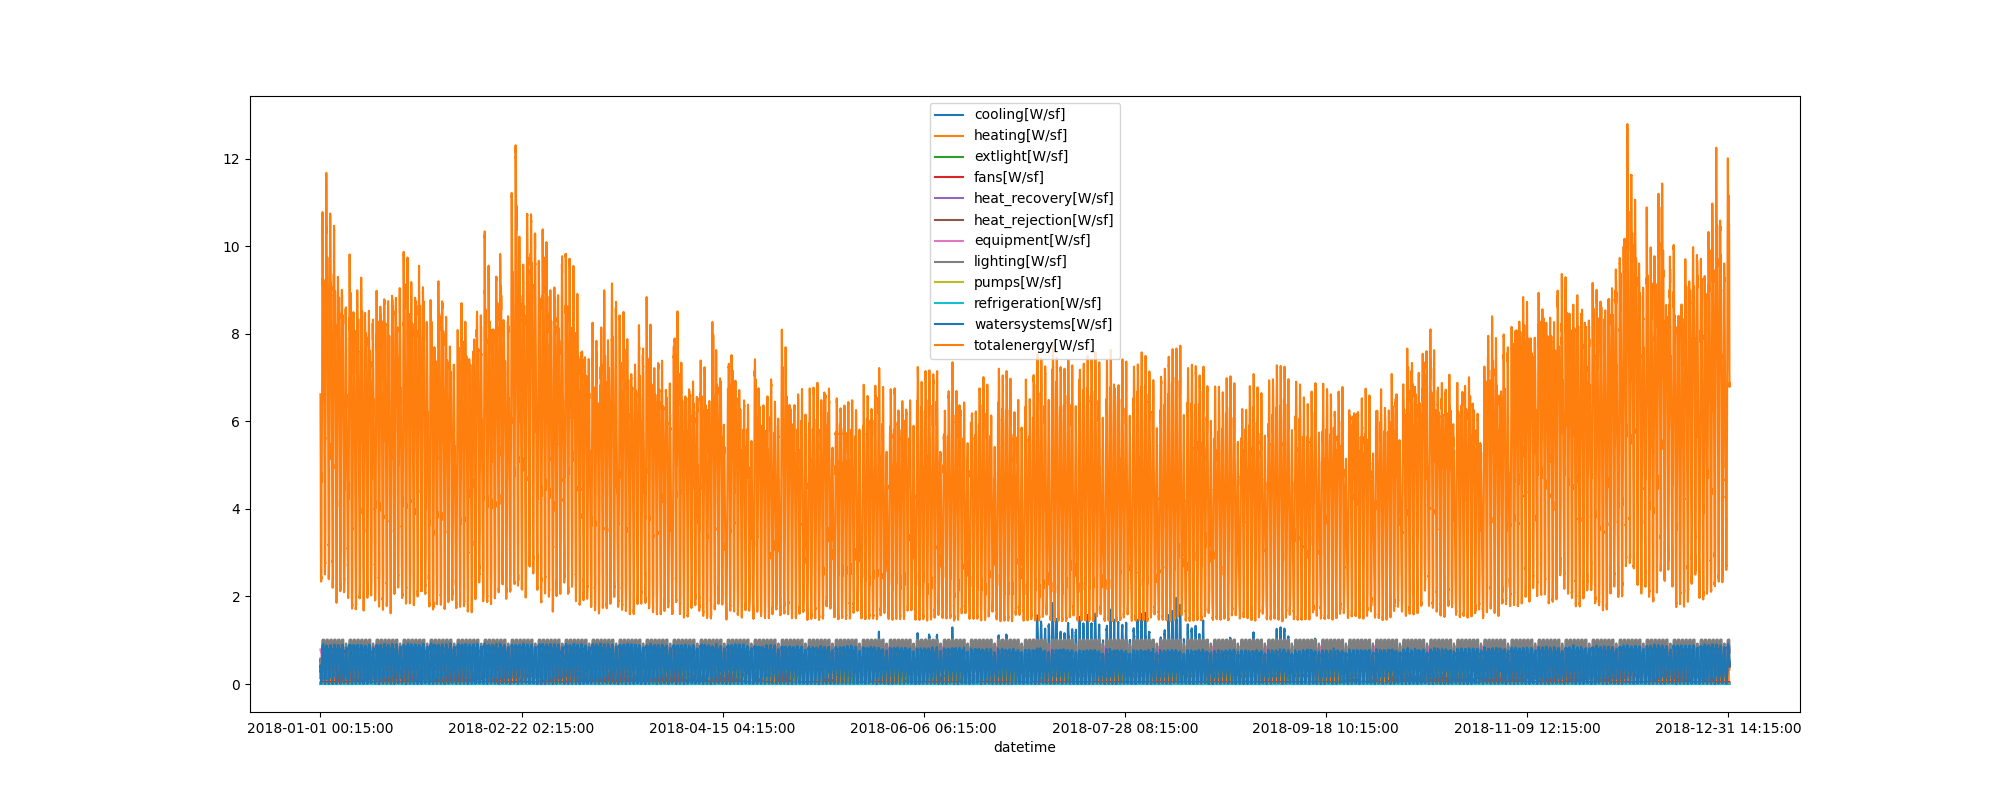 cooling[W/sf]
heating[W/sf]
extlight[W/sf]
fans[W/sf]
heat_recovery[W/sf]
heat_rejection[W/sf]
equipment[W/sf]
lighting[W/sf]
pumps[W/sf]
refrigeration[W/sf]
watersystems[W/sf]
totalenergy[W/sf]
12
10
8
6
4
2
0
2018-01-01 00:15:00 2018-02-22 02:15:00 2018-04-15 04:15:00 2018-06-06 06:15:00 2018-07-28 08:15:00 2018-09-18 10:15:00 2018-11-09 12:15:00 2018-12-31 14:15:00
datetime